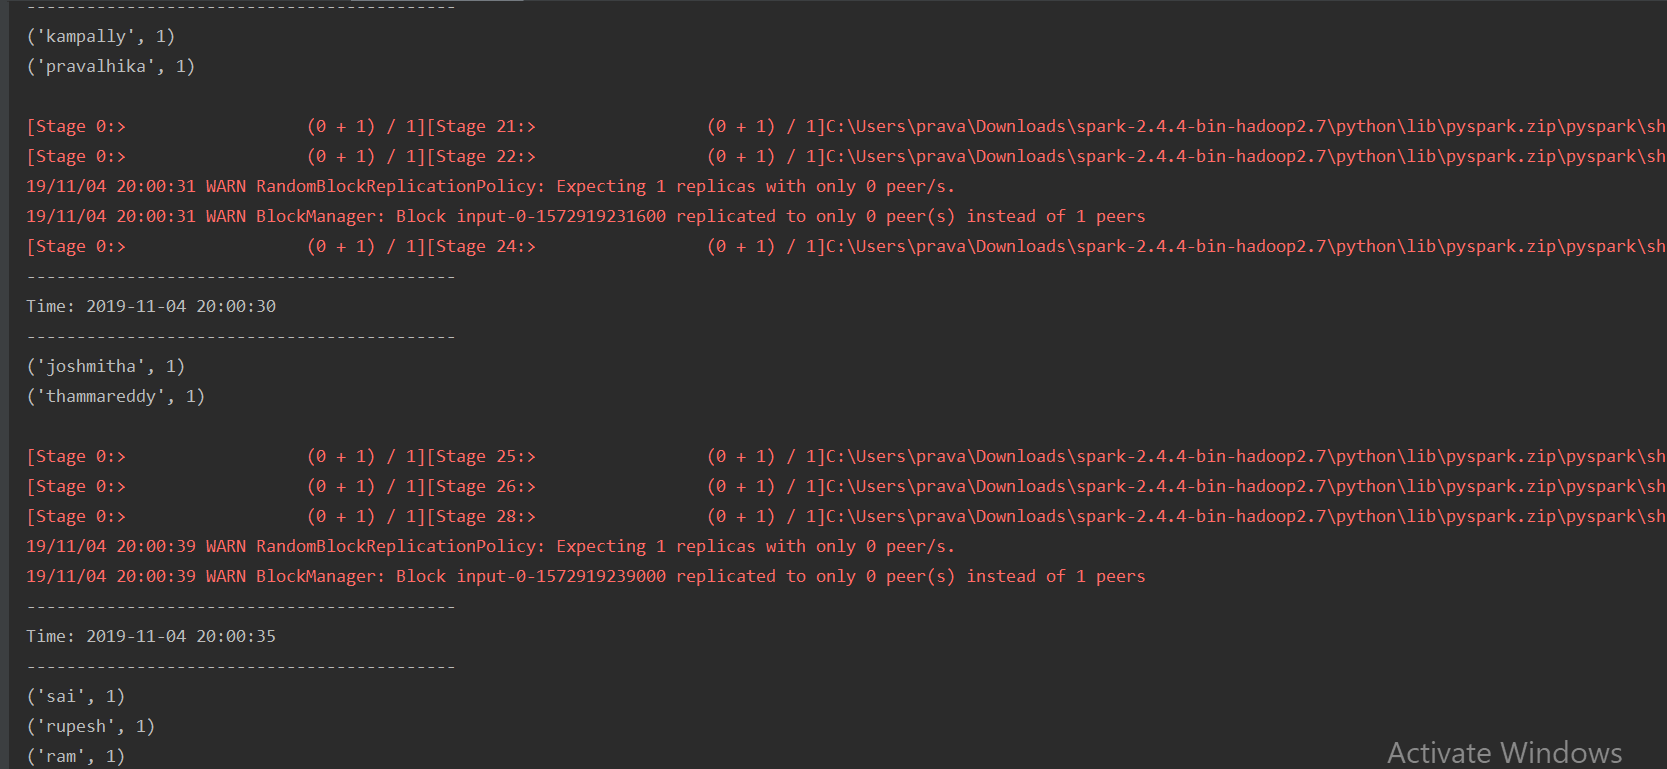 -------------------------------------------
('kampally', 1)
('pravalhika', 1)
[Stage 0:>                  (0 + 1) / 1][Stage 21:>                 (0 + 1) / 1]C:\Users\prava\Downloads\spark-2.4.4-bin-hadoop2.7\python\lib\pyspark.zip\pyspark\sh
[Stage 0:>                  (0 + 1) / 1][Stage 22:>                 (0 + 1) / 1]C:\Users\prava\Downloads\spark-2.4.4-bin-hadoop2.7\python\lib\pyspark.zip\pyspark\sh
19/11/04 20:00:31 WARN RandomBlockReplicationPolicy: Expecting 1 replicas with only 0 peer/s.
19/11/04 20:00:31 WARN BlockManager: Block input-0-1572919231600 replicated to only 0 peer(s) instead of 1 peers
[Stage 0:>                  (0 + 1) / 1][Stage 24:>                 (0 + 1) / 1]C:\Users\prava\Downloads\spark-2.4.4-bin-hadoop2.7\python\lib\pyspark.zip\pyspark\sh
-------------------------------------------
Time: 2019-11-04 20:00:30
-------------------------------------------
('joshmitha', 1)
('thammareddy', 1)
[Stage 0:>                  (0 + 1) / 1][Stage 25:>                 (0 + 1) / 1]C:\Users\prava\Downloads\spark-2.4.4-bin-hadoop2.7\python\lib\pyspark.zip\pyspark\sh
[Stage 0:>                  (0 + 1) / 1][Stage 26:>                 (0 + 1) / 1]C:\Users\prava\Downloads\spark-2.4.4-bin-hadoop2.7\python\lib\pyspark.zip\pyspark\sh
[Stage 0:>                  (0 + 1) / 1][Stage 28:>                 (0 + 1) / 1]C:\Users\prava\Downloads\spark-2.4.4-bin-hadoop2.7\python\lib\pyspark.zip\pyspark\sh
19/11/04 20:00:39 WARN RandomBlockReplicationPolicy: Expecting 1 replicas with only 0 peer/s.
19/11/04 20:00:39 WARN BlockManager: Block input-0-1572919239000 replicated to only 0 peer(s) instead of 1 peers
-------------------------------------------
Time: 2019-11-04 20:00:35
-------------------------------------------
('sai', 1)
('rupesh', 1)
('ram', 1)
Activate Windows